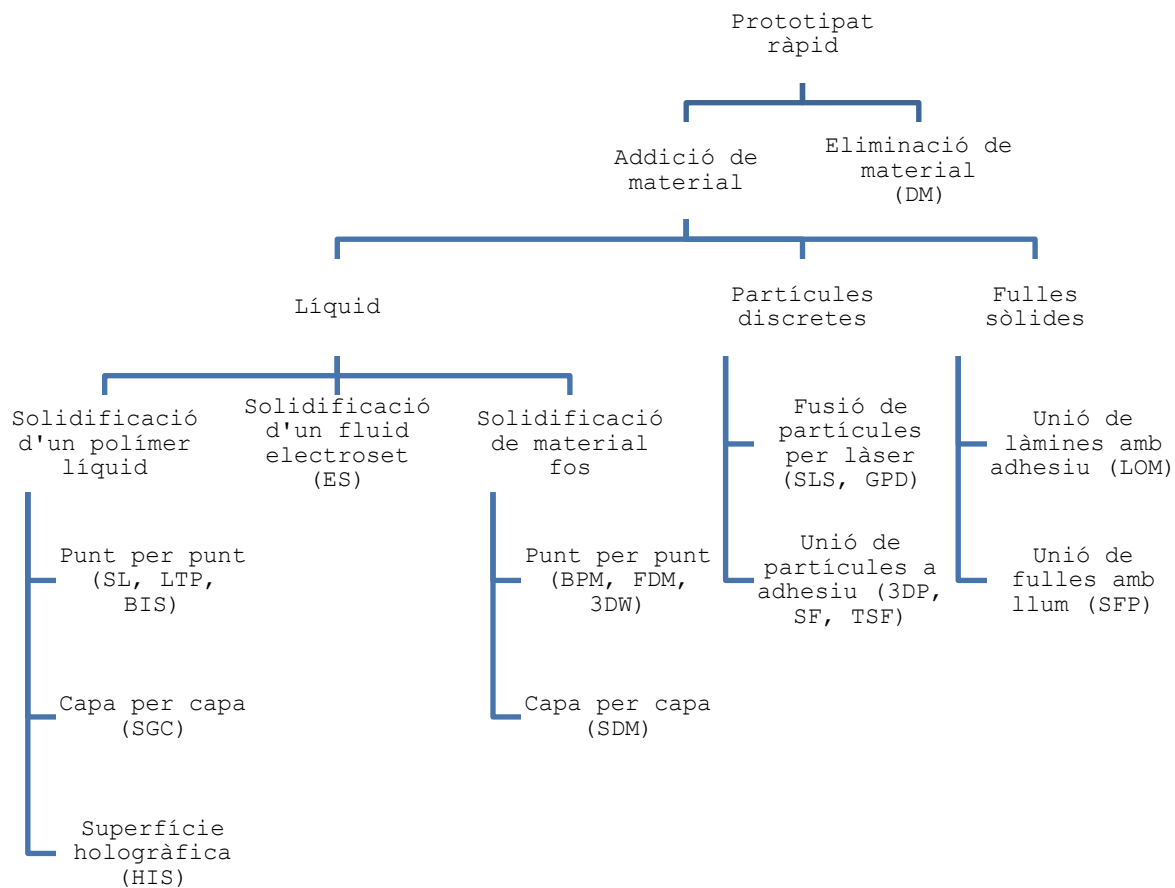 Prototipat
ràpid
Addició de
material
Eliminació de
material
(DM)
Líquid
Partícules
discretes
Fulles
sòlides
Solidificació
d'un polímer
líquid
Solidificació
d'un fluid
electroset
(ES)
Solidificació
de material
fos
Fusió de
partícules
per làser
(SLS, GPD)
Unió de
làmines amb
adhesiu (LOM)
Punt per punt
(SL, LTP,
BIS)
Punt per punt
(BPM, FDM,
3DW)
Unió de
partícules a
adhesiu (3DP,
SF, TSF)
Unió de
fulles amb
llum (SFP)
Capa per capa
(SGC)
Capa per capa
(SDM)
Superfície
hologràfica
(HIS)